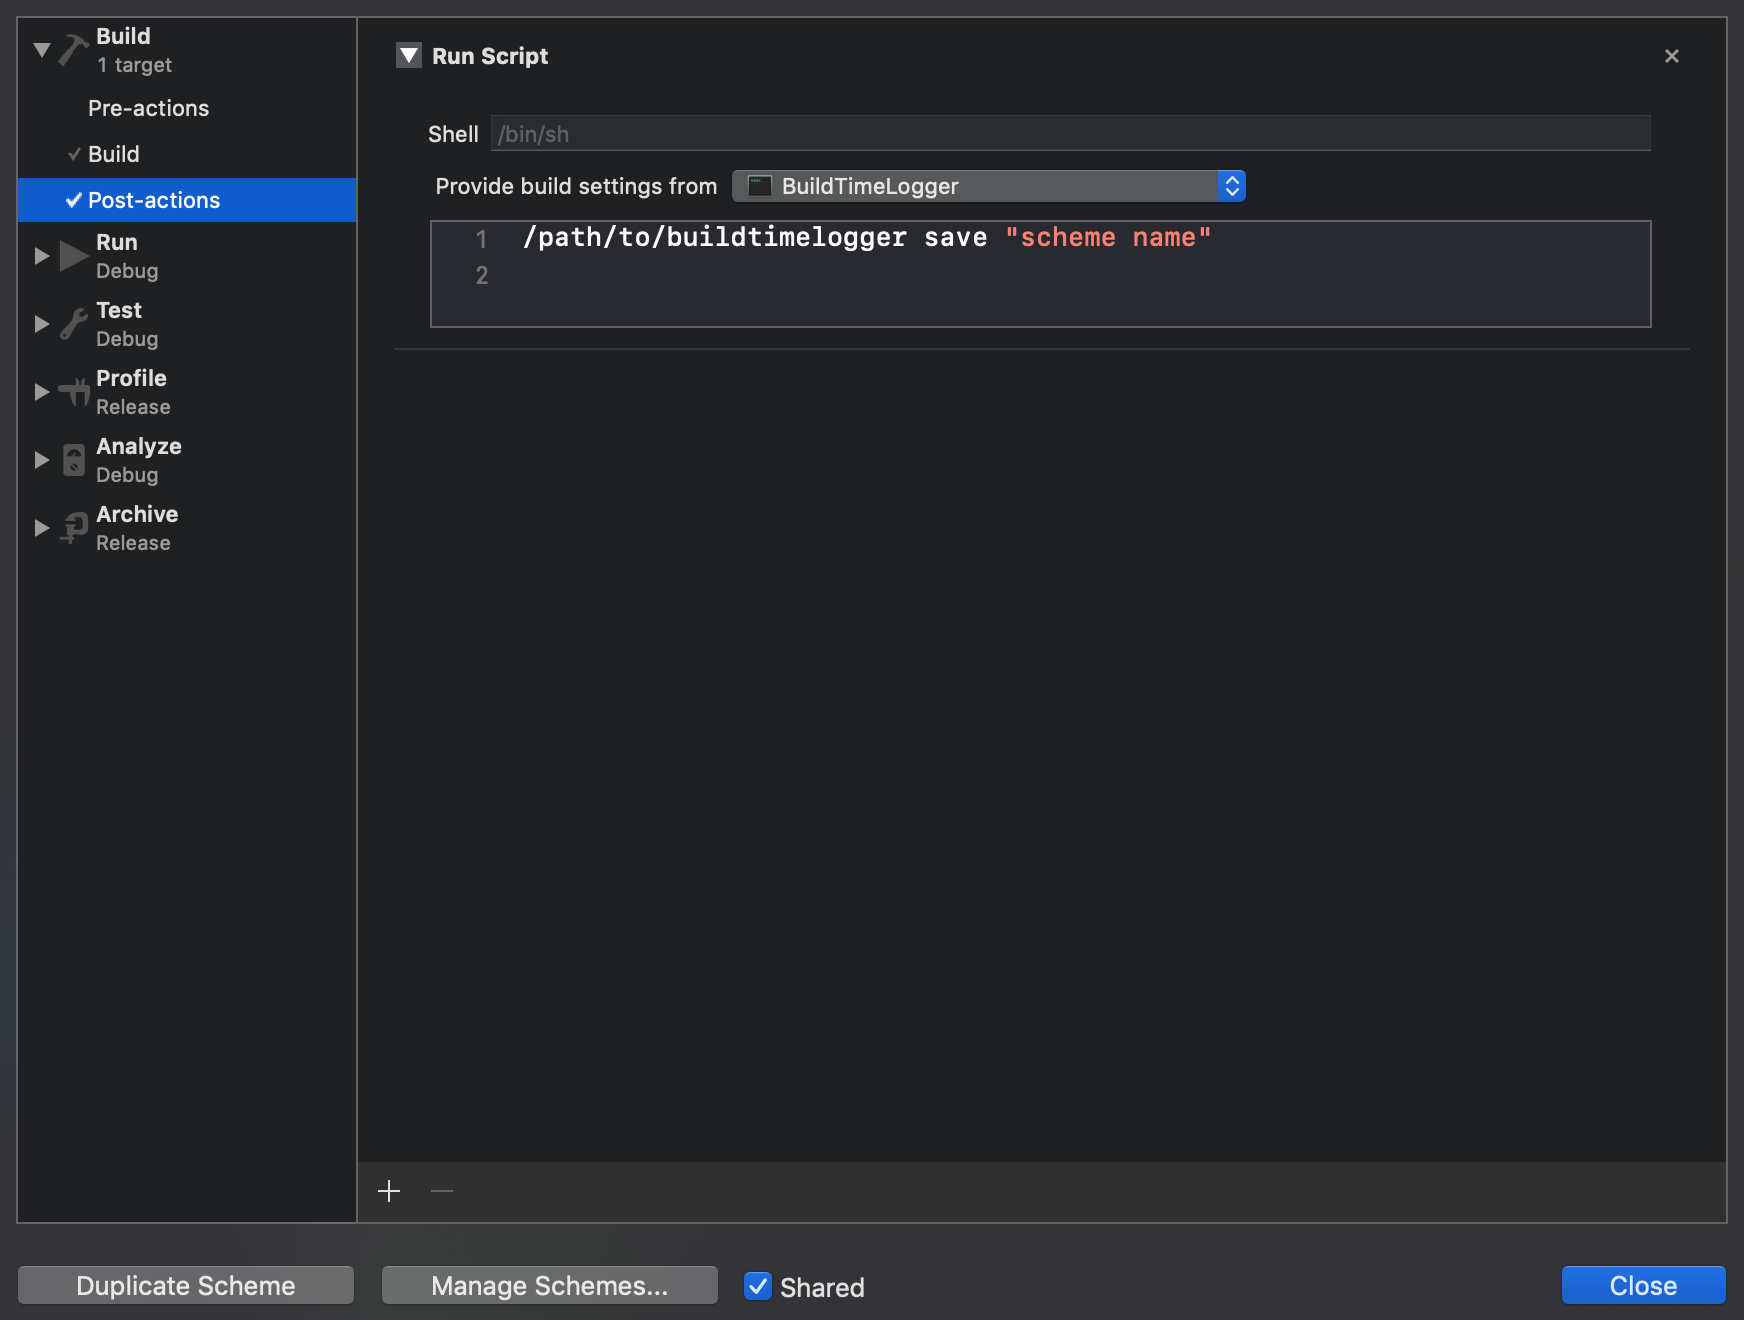 Build
1 target
Pre-actions
Build
Post-actions
Run
Debug
Test
Debug
Profile
Release
Analyze
Debug
Archive
Release
Run Script
Shell /bin/sh
Provide build settings from BuildTimeLogger
1 /path/to/buildtimelogger save "scheme name"
2
Duplicate Scheme Manage Schemes... Shared Close